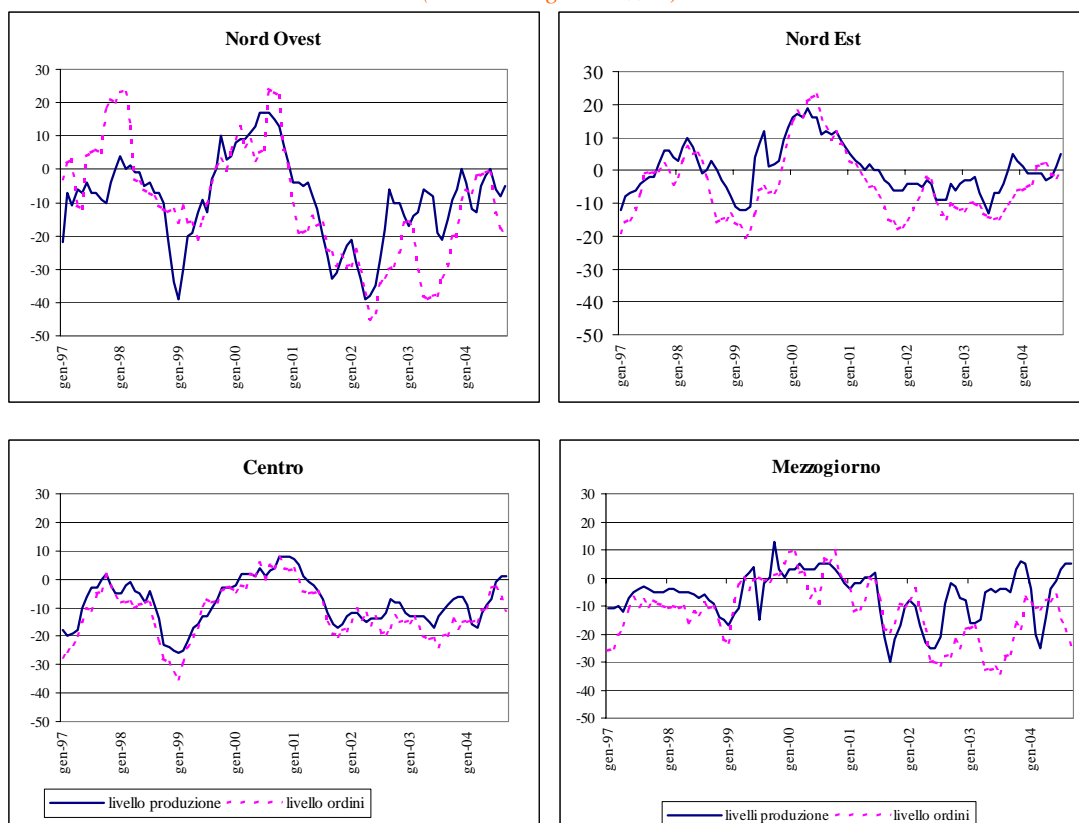 Nord Ovest
30
20
10
0
-10
-20
-30
-40
-50
gen-97
gen-98
gen-99
gen-00
gen-01
gen-02
gen-03
gen-04
Nord Est
30
20
10
0
-10
-20
-30
-40
-50
gen-97
gen-98
gen-99
gen-00
gen-01
gen-02
gen-03
gen-04
Centro
30
20
10
0
-10
-20
-30
-40
-50
gen-97
gen-98
gen-99
gen-00
gen-01
gen-02
gen-03
gen-04
livello produzione livello ordini
Mezzogiorno
30
20
10
0
-10
-20
-30
-40
-50
gen-97
gen-98
gen-99
gen-00
gen-01
gen-02
gen-03
gen-04
livelli produzione livello ordini